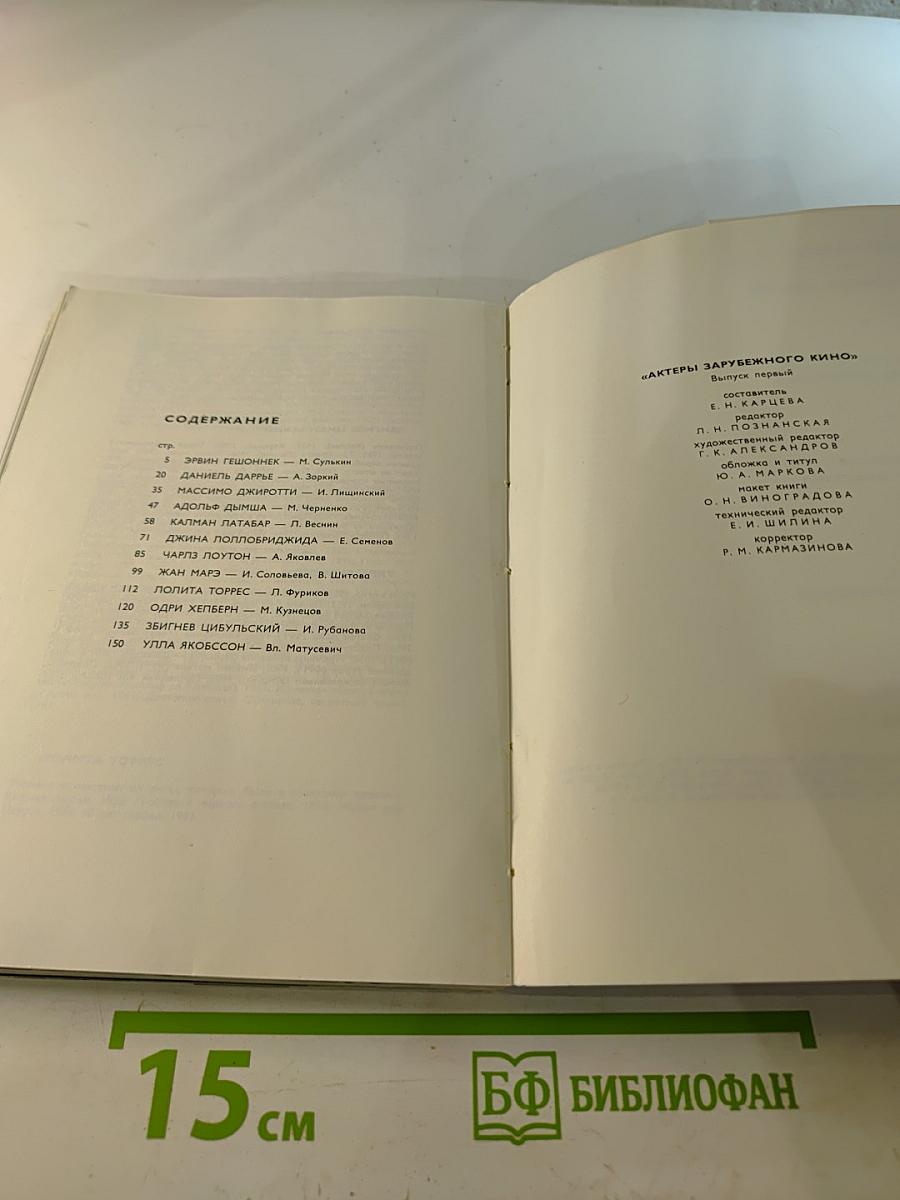 СОДЕРЖАНИЕ
стр.
5 ЭРВИН ГЕШОННЕК — М. Сулькин
20 ДАНИЕЛЬ ДАРРЬЕ — А. Зоркий
35 МАССИМО ДЖИРОТТИ — И. Лищинский
47 АДОЛЬФ ДЫМША — М. Черненко
58 КАЛМАН ЛАТАБАР — Л. Веснин
71 ДЖИНА ЛОЛЛОБРИДЖИДА — Е. Семенов
85 ЧАРЛЗ ЛОУТОН — А. Яковлев
99 ЖАН МАРЭ — И. Соловьева, В. Шитова
112 ЛОЛИТА ТОРРЕС — Л. Фуриков
120 ОДРИ ХЕПБЕРН — М. Кузнецов
135 ЗБИГНЕВ ЦИБУЛЬСКИЙ — И. Рубанова
150 УЛЛА ЯКОБССОН — Вл. Матусевич
«АКТЕРЫ ЗАРУБЕЖНОГО КИНО»
Выпуск первый
составитель
Е. Н. КАРЦЕВА
редактор
Л. Н. ПОЗНАНСКАЯ
художественный редактор
Г. К. АЛЕКСАНДРОВ
обложка и титул
Ю. А. МАРКОВА
макет книги
О. Н. ВИНОГРАДОВА
технический редактор
Е. И. ШИЛИНА
корректор
Р. М. КАРМАЗИНОВА
15 см
БФ БИБЛИОФАН